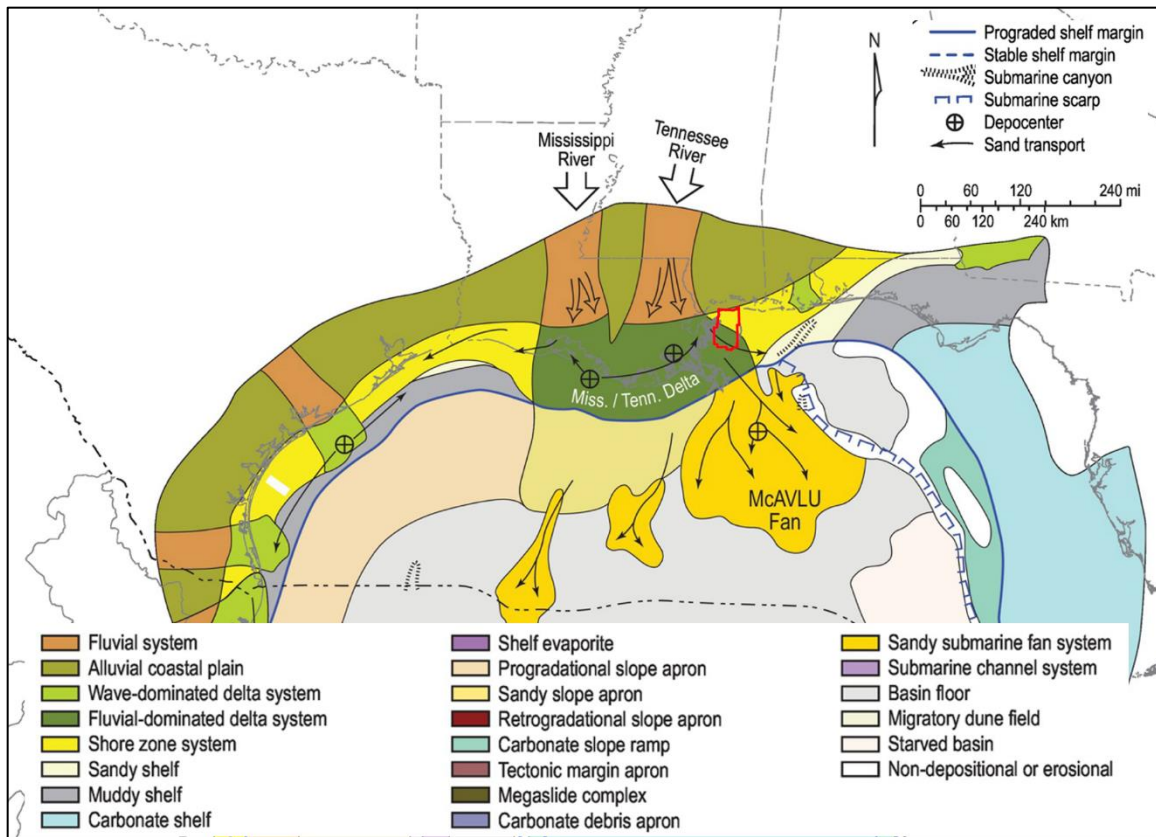 Prograded shelf margin
Stable shelf margin
Submarine canyon
Submarine scarp
Depocenter
Sand transport
N
Mississippi
River
Tennessee
River
0 60 120 240 mi
0 60 120 240 km
Miss. / Tenn. Delta
McAVLU
Fan
Fluvial system
Alluvial coastal plain
Wave-dominated delta system
Fluvial-dominated delta system
Shore zone system
Sandy shelf
Muddy shelf
Carbonate shelf
Shelf evaporite
Progradational slope apron
Sandy slope apron
Retrogradational slope apron
Carbonate slope ramp
Tectonic margin apron
Megaslide complex
Carbonate debris apron
Sandy submarine fan system
Submarine channel system
Basin floor
Migratory dune field
Starved basin
Non-depositional or erosional